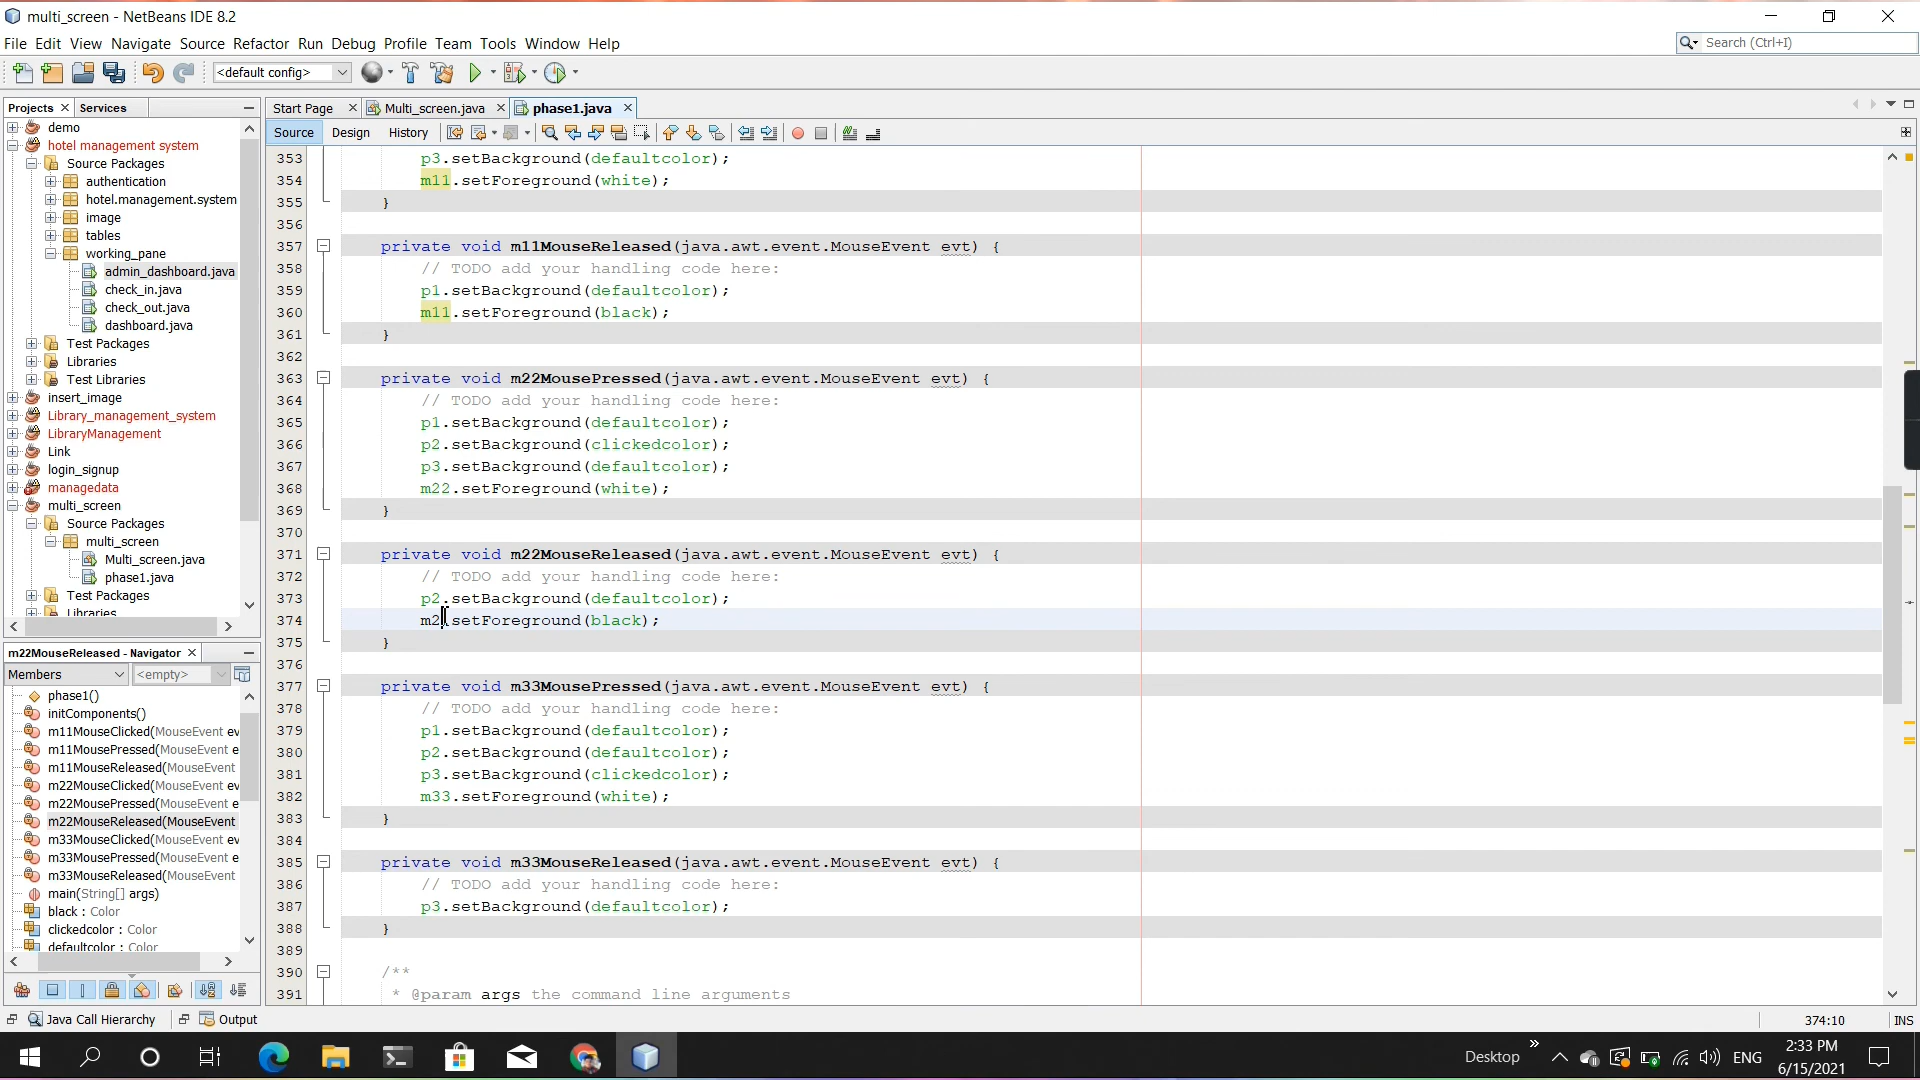 multi_screen - NetBeans IDE 8.2
File Edit View Navigate Source Refactor Run Debug Profile Team Tools Window Help
Search (Ctrl+I)
<default config>
Projects Services
Start Page Multi_screen.java phase1.java
Source Design History
demo
hotel management system
Source Packages
authentication
hotel.management.system
image
tables
working_pane
admin_dashboard.java
check_in.java
check_out.java
dashboard.java
Test Packages
Libraries
Test Libraries
insert_image
Library_management_system
LibraryManagement
Link
login_signup
managedata
multi_screen
Source Packages
multi_screen
Multi_screen.java
phase1.java
Test Packages
Libraries
m22MouseReleased - Navigator
Members <empty>
phase1()
initComponents()
m11MouseClicked(MouseEvent ev
m11MousePressed(MouseEvent e
m11MouseReleased(MouseEvent
m22MouseClicked(MouseEvent ev
m22MousePressed(MouseEvent e
m22MouseReleased(MouseEvent
m33MouseClicked(MouseEvent ev
m33MousePressed(MouseEvent e
m33MouseReleased(MouseEvent
main(String[] args)
black : Color
clickedcolor : Color
defaultcolor : Color
353 p3.setBackground(defaultcolor);
354 m11.setForeground(white);
355 }
356
357 private void m11MouseReleased(java.awt.event.MouseEvent evt) {
358 // TODO add your handling code here:
359 p1.setBackground(defaultcolor);
360 m11.setForeground(black);
361 }
362
363 private void m22MousePressed(java.awt.event.MouseEvent evt) {
364 // TODO add your handling code here:
365 p1.setBackground(defaultcolor);
366 p2.setBackground(clickedcolor);
367 p3.setBackground(defaultcolor);
368 m22.setForeground(white);
369 }
370
371 private void m22MouseReleased(java.awt.event.MouseEvent evt) {
372 // TODO add your handling code here:
373 p2.setBackground(defaultcolor);
374 m2.setForeground(black);
375 }
376
377 private void m33MousePressed(java.awt.event.MouseEvent evt) {
378 // TODO add your handling code here:
379 p1.setBackground(defaultcolor);
380 p2.setBackground(defaultcolor);
381 p3.setBackground(clickedcolor);
382 m33.setForeground(white);
383 }
384
385 private void m33MouseReleased(java.awt.event.MouseEvent evt) {
386 // TODO add your handling code here:
387 p3.setBackground(defaultcolor);
388 }
389
390 /**
391 * @param args the command line arguments
Java Call Hierarchy Output
374:10 INS
Desktop » ENG 2:33 PM
6/15/2021